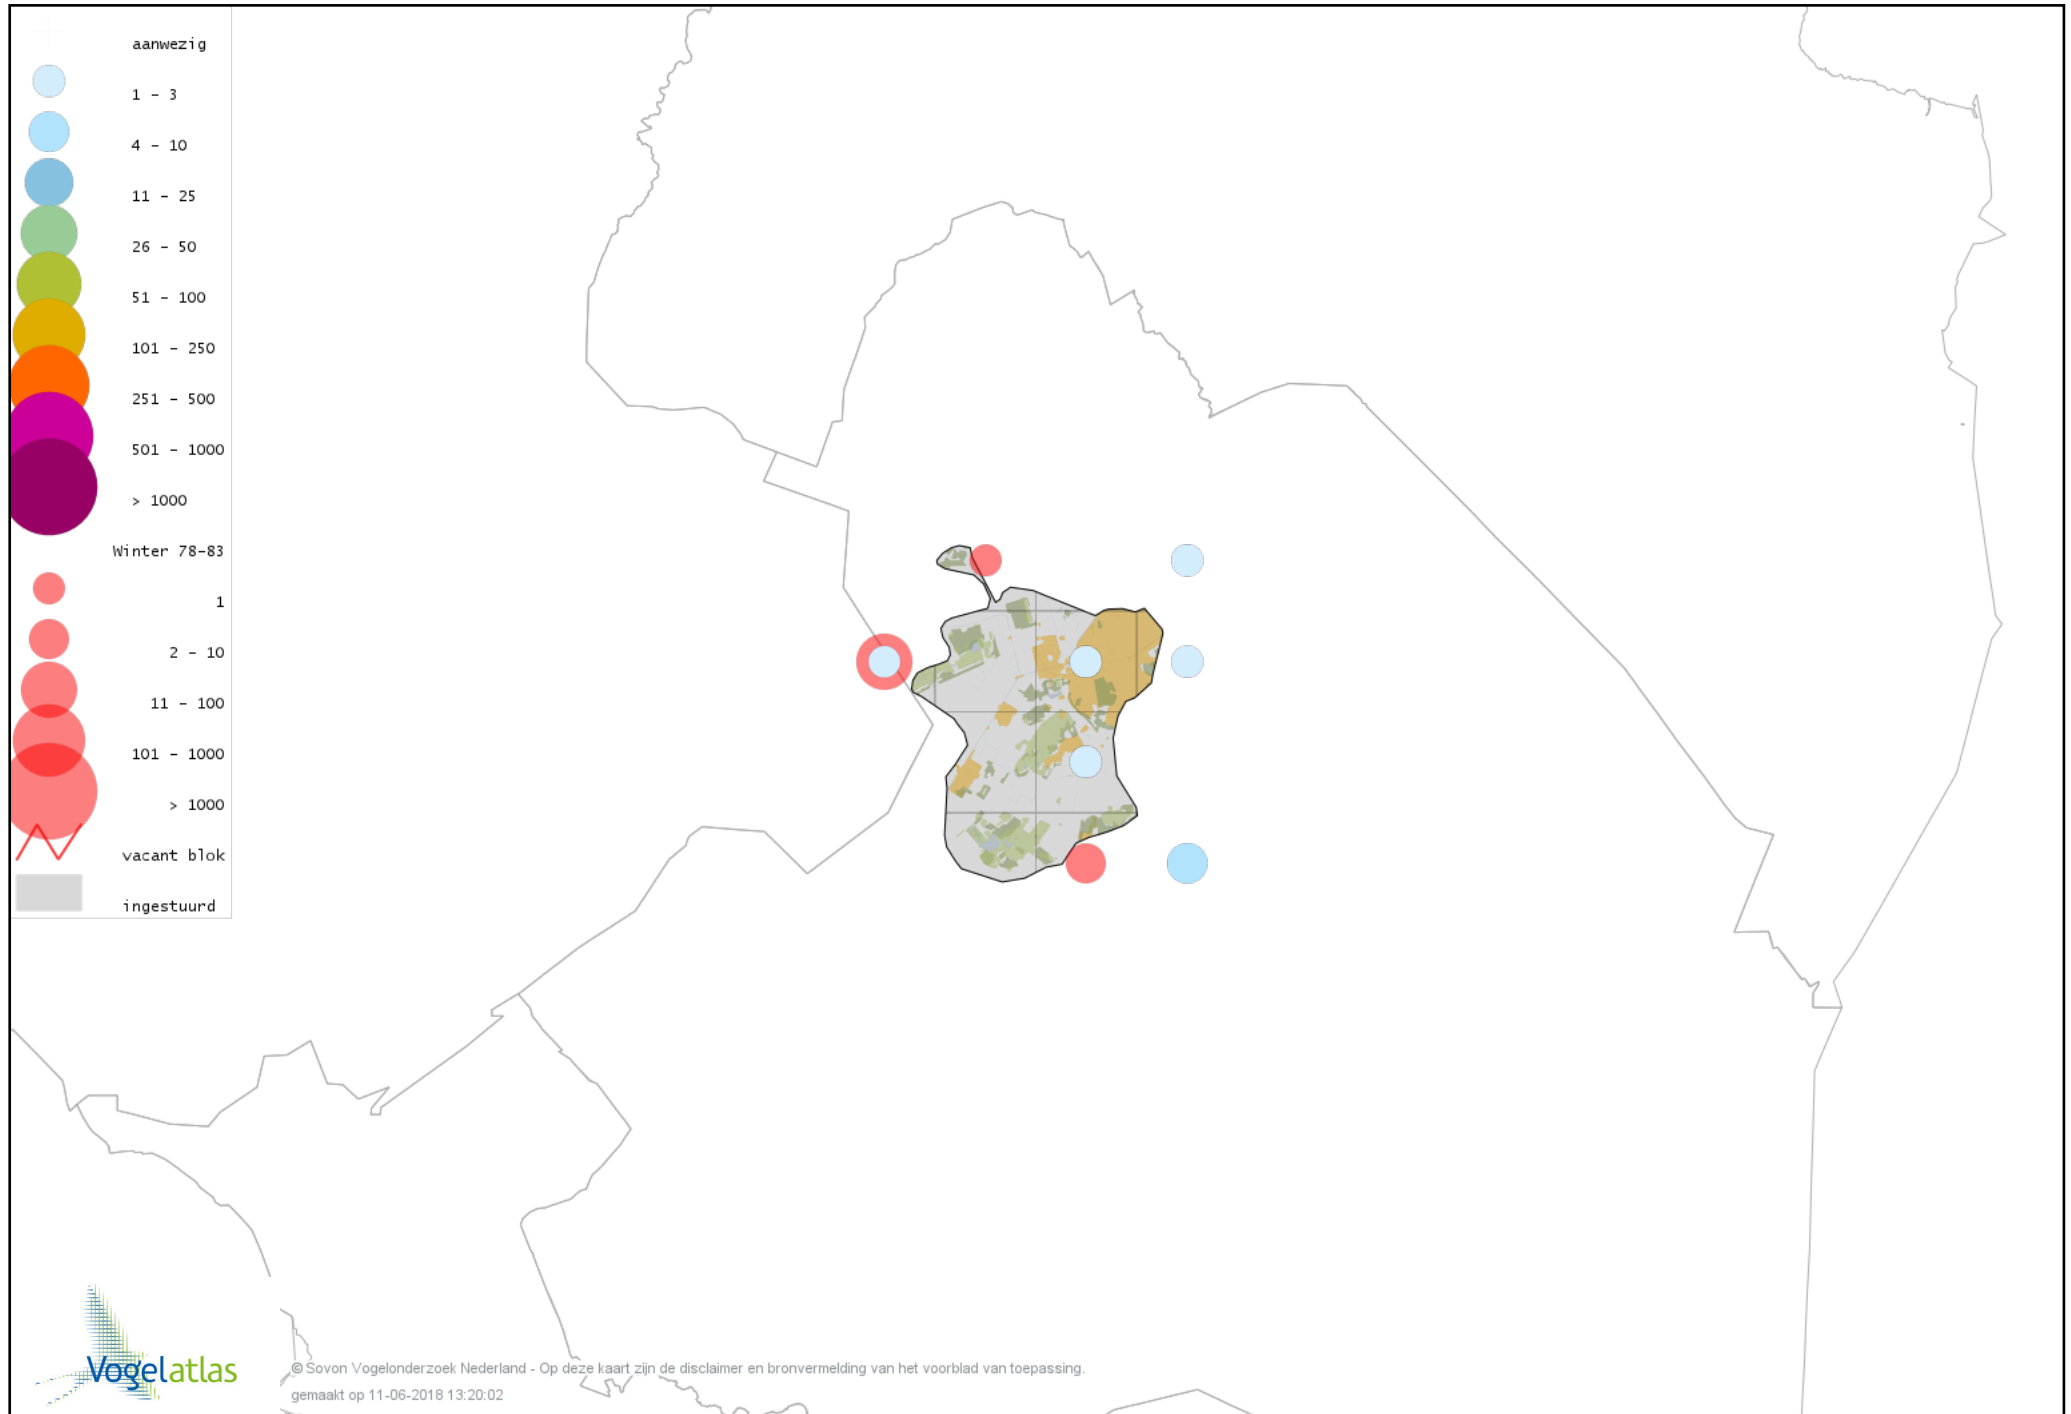 aanwezig
1 – 3
4 – 10
11 – 25
26 – 50
51 – 100
101 – 250
251 – 500
501 – 1000
> 1000
Winter 78-83
1
2 – 10
11 – 100
101 – 1000
> 1000
vacant blok
ingestuurd
Vogelatlas
© Sovon Vogelonderzoek Nederland - Op deze kaart zijn de disclaimer en bronvermelding van het voorblad van toepassing.
gemaakt op 11-06-2018 13:20:02